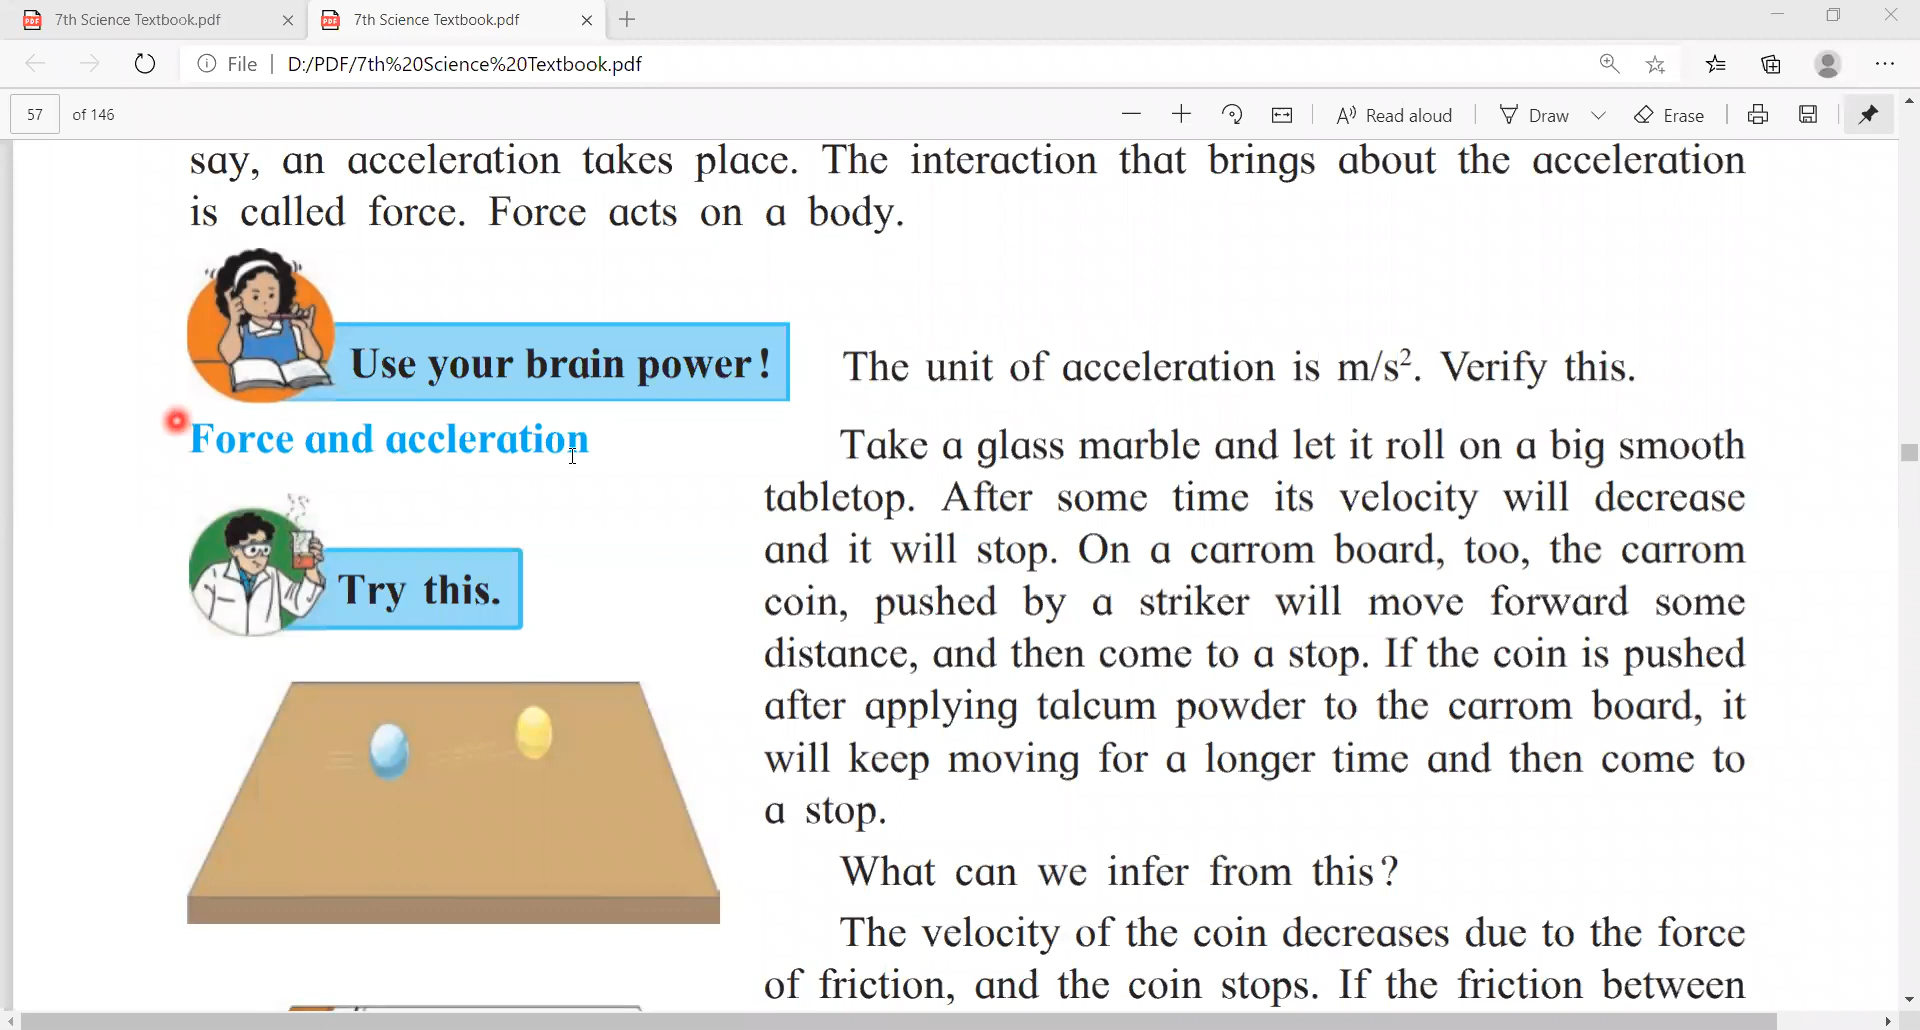 7th Science Textbook.pdf
7th Science Textbook.pdf
File
D:/PDF/7th%20Science%20Textbook.pdf
57 of 146
Read aloud
Draw
Erase
say, an acceleration takes place. The interaction that brings about the acceleration
is called force. Force acts on a body.
Use your brain power!
The unit of acceleration is m/s². Verify this.
Force and accleration
Try this.
Take a glass marble and let it roll on a big smooth
tabletop. After some time its velocity will decrease
and it will stop. On a carrom board, too, the carrom
coin, pushed by a striker will move forward some
distance, and then come to a stop. If the coin is pushed
after applying talcum powder to the carrom board, it
will keep moving for a longer time and then come to
a stop.
What can we infer from this?
The velocity of the coin decreases due to the force
of friction, and the coin stops. If the friction between